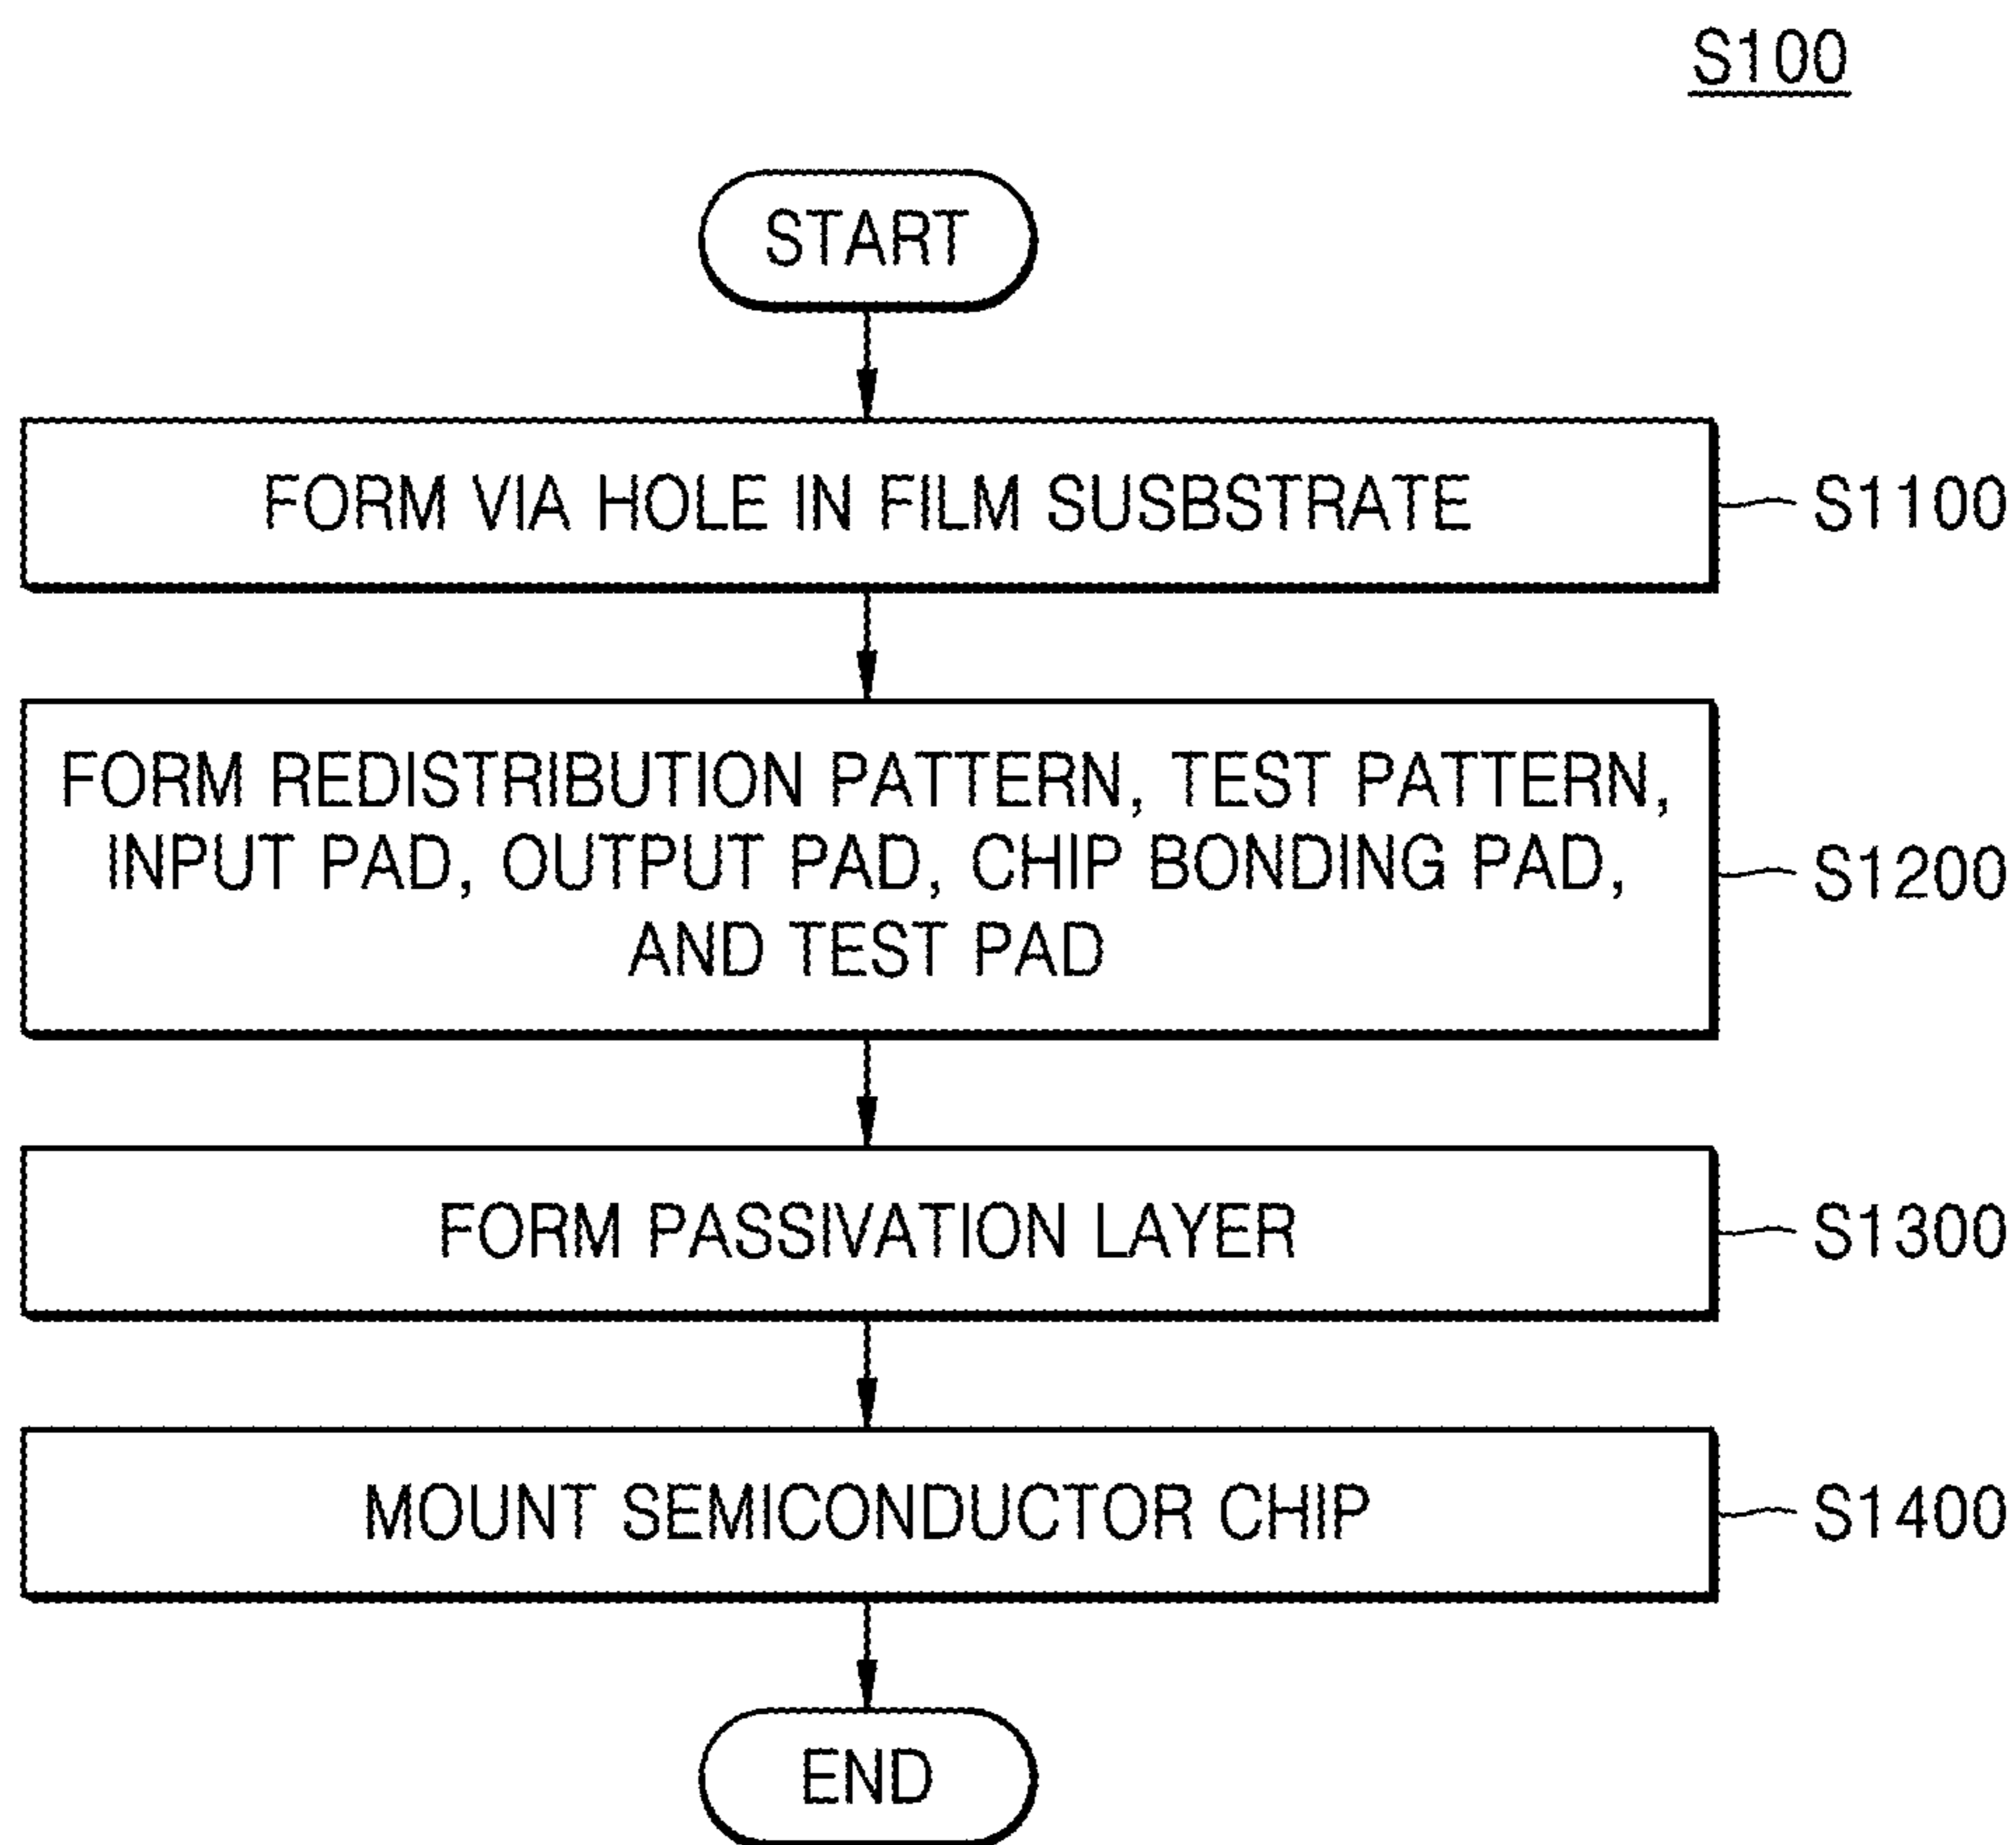 S100
START
FORM VIA HOLE IN FILM SUSBSTRATE
S1100
FORM REDISTRIBUTION PATTERN, TEST PATTERN,
INPUT PAD, OUTPUT PAD, CHIP BONDING PAD,
AND TEST PAD
S1200
FORM PASSIVATION LAYER
S1300
MOUNT SEMICONDUCTOR CHIP
S1400
END